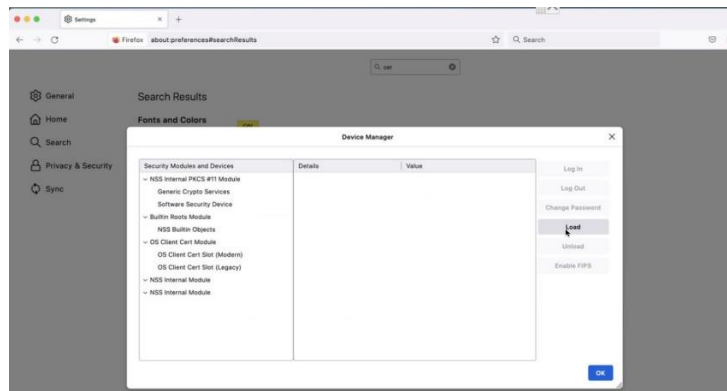 Settings
Firefox about:preferences#searchResults
Search
cer
General
Search Results
Home
Fonts and Colors
Search
Privacy & Security
Sync
Device Manager
Security Modules and Devices
Details
Value
NSS Internal PKCS #11 Module
Generic Crypto Services
Software Security Device
Builtin Roots Module
NSS Builtin Objects
OS Client Cert Module
OS Client Cert Slot (Modern)
OS Client Cert Slot (Legacy)
NSS Internal Module
NSS Internal Module
Log In
Log Out
Change Password
Load
Unload
Enable FIPS
OK